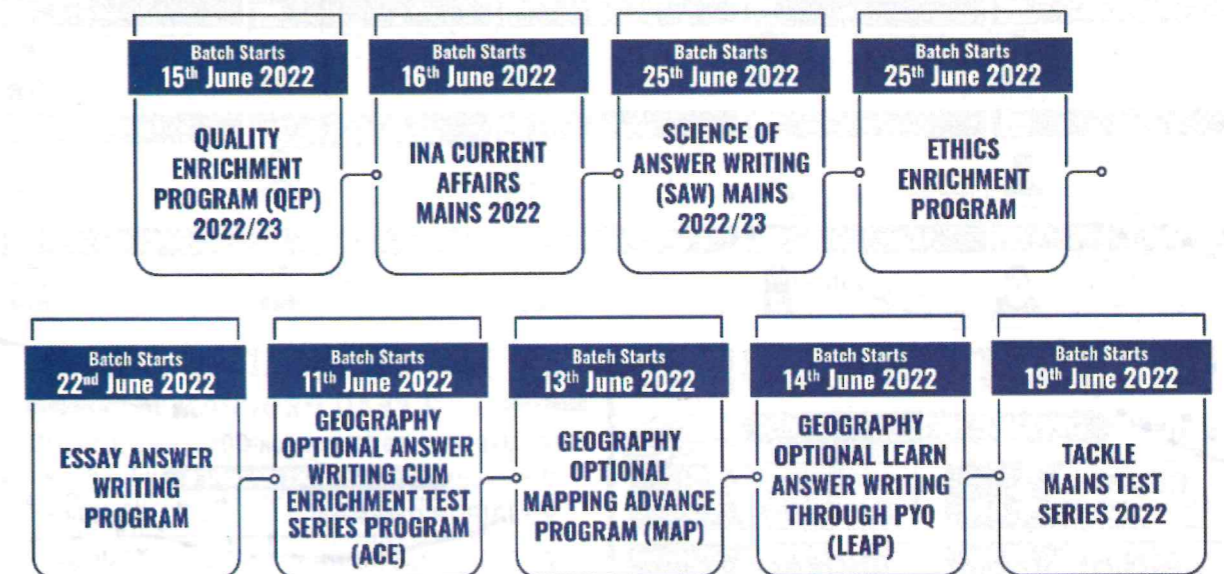 Batch Starts
15th June 2022
QUALITY
ENRICHMENT
PROGRAM (QEP)
2022/23
Batch Starts
16th June 2022
INA CURRENT
AFFAIRS
MAINS 2022
Batch Starts
25th June 2022
SCIENCE OF
ANSWER WRITING
(SAW) MAINS
2022/23
Batch Starts
25th June 2022
ETHICS
ENRICHMENT
PROGRAM
Batch Starts
22nd June 2022
ESSAY ANSWER
WRITING
PROGRAM
Batch Starts
11th June 2022
GEOGRAPHY
OPTIONAL ANSWER
WRITING CUM
ENRICHMENT TEST
SERIES PROGRAM
(ACE)
Batch Starts
13th June 2022
GEOGRAPHY
OPTIONAL
MAPPING ADVANCE
PROGRAM (MAP)
Batch Starts
14th June 2022
GEOGRAPHY
OPTIONAL LEARN
ANSWER WRITING
THROUGH PYQ
(LEAP)
Batch Starts
19th June 2022
TACKLE
MAINS TEST
SERIES 2022